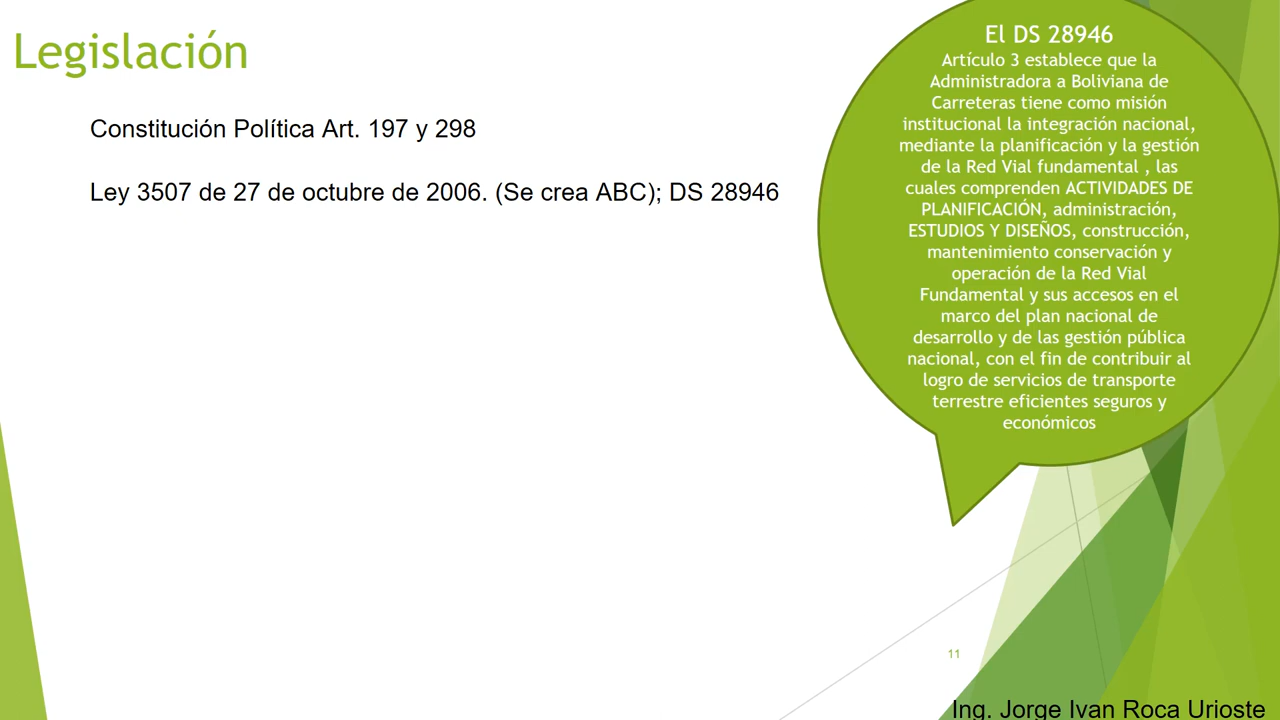 Legislación
Constitución Política Art. 197 y 298
Ley 3507 de 27 de octubre de 2006. (Se crea ABC); DS 28946
El DS 28946
Artículo 3 establece que la
Administradora a Boliviana de
Carreteras tiene como misión
institucional la integración nacional,
mediante la planificación y la gestión
de la Red Vial fundamental , las
cuales comprenden ACTIVIDADES DE
PLANIFICACIÓN, administración,
ESTUDIOS Y DISEÑOS, construcción,
mantenimiento conservación y
operación de la Red Vial
Fundamental y sus accesos en el
marco del plan nacional de
desarrollo y de las gestión pública
nacional, con el fin de contribuir al
logro de servicios de transporte
terrestre eficientes seguros y
económicos
11
Ing. Jorge Ivan Roca Urioste